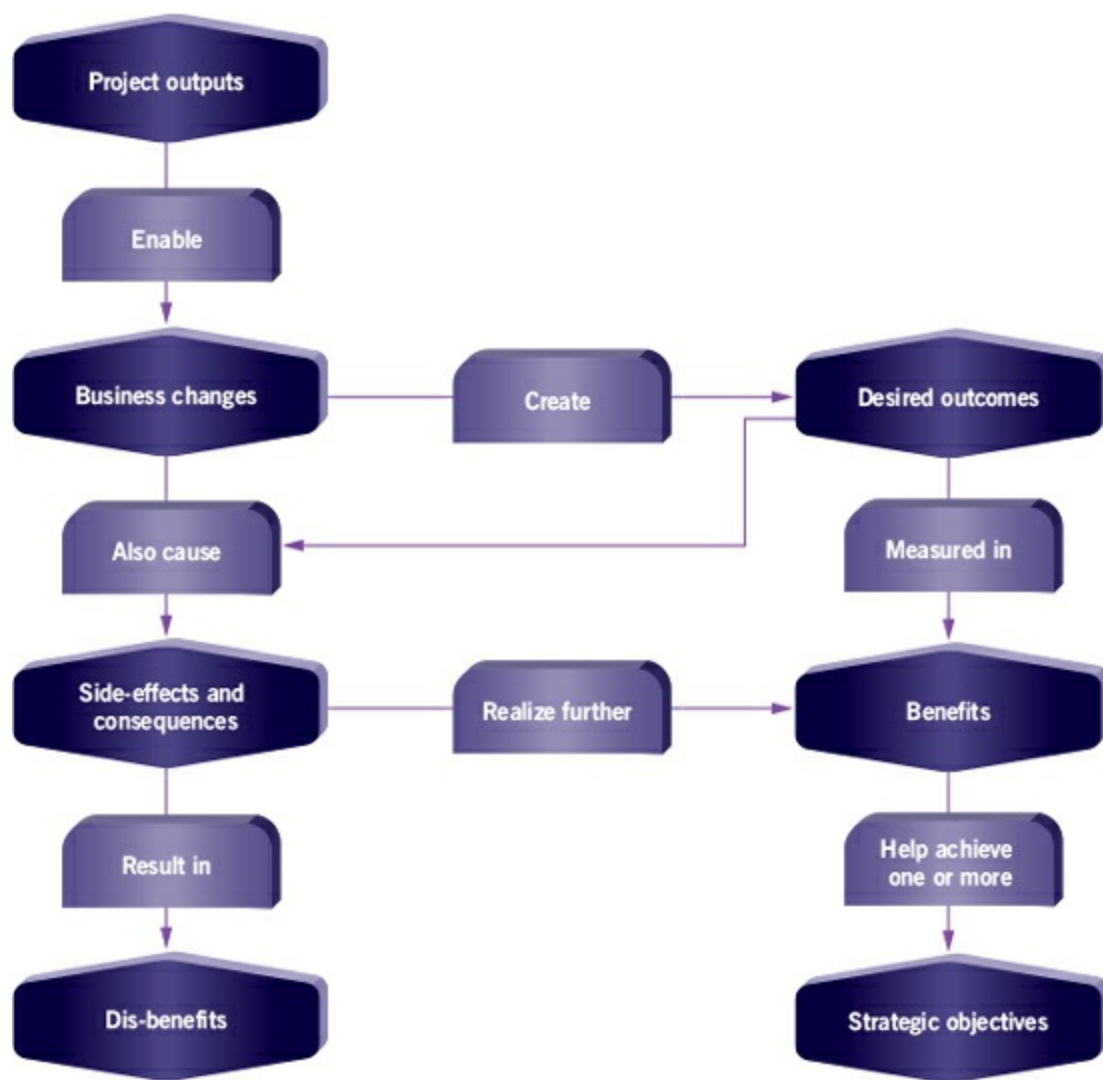 Project outputs
Enable
Business changes
Create
Desired outcomes
Also cause
Measured in
Side-effects and
consequences
Realize further
Benefits
Result in
Help achieve
one or more
Dis-benefits
Strategic objectives